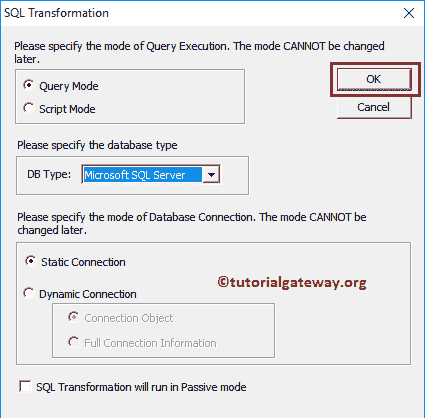 SQL Transformation
Please specify the mode of Query Execution. The mode CANNOT be changed
later.
Query Mode
Script Mode
OK
Cancel
Please specify the database type
DB Type: Microsoft SQL Server
Please specify the mode of Database Connection. The mode CANNOT be
changed later.
Static Connection
Dynamic Connection
©tutorialgateway.org
Connection Object
Full Connection Information
SQL Transformation will run in Passive mode